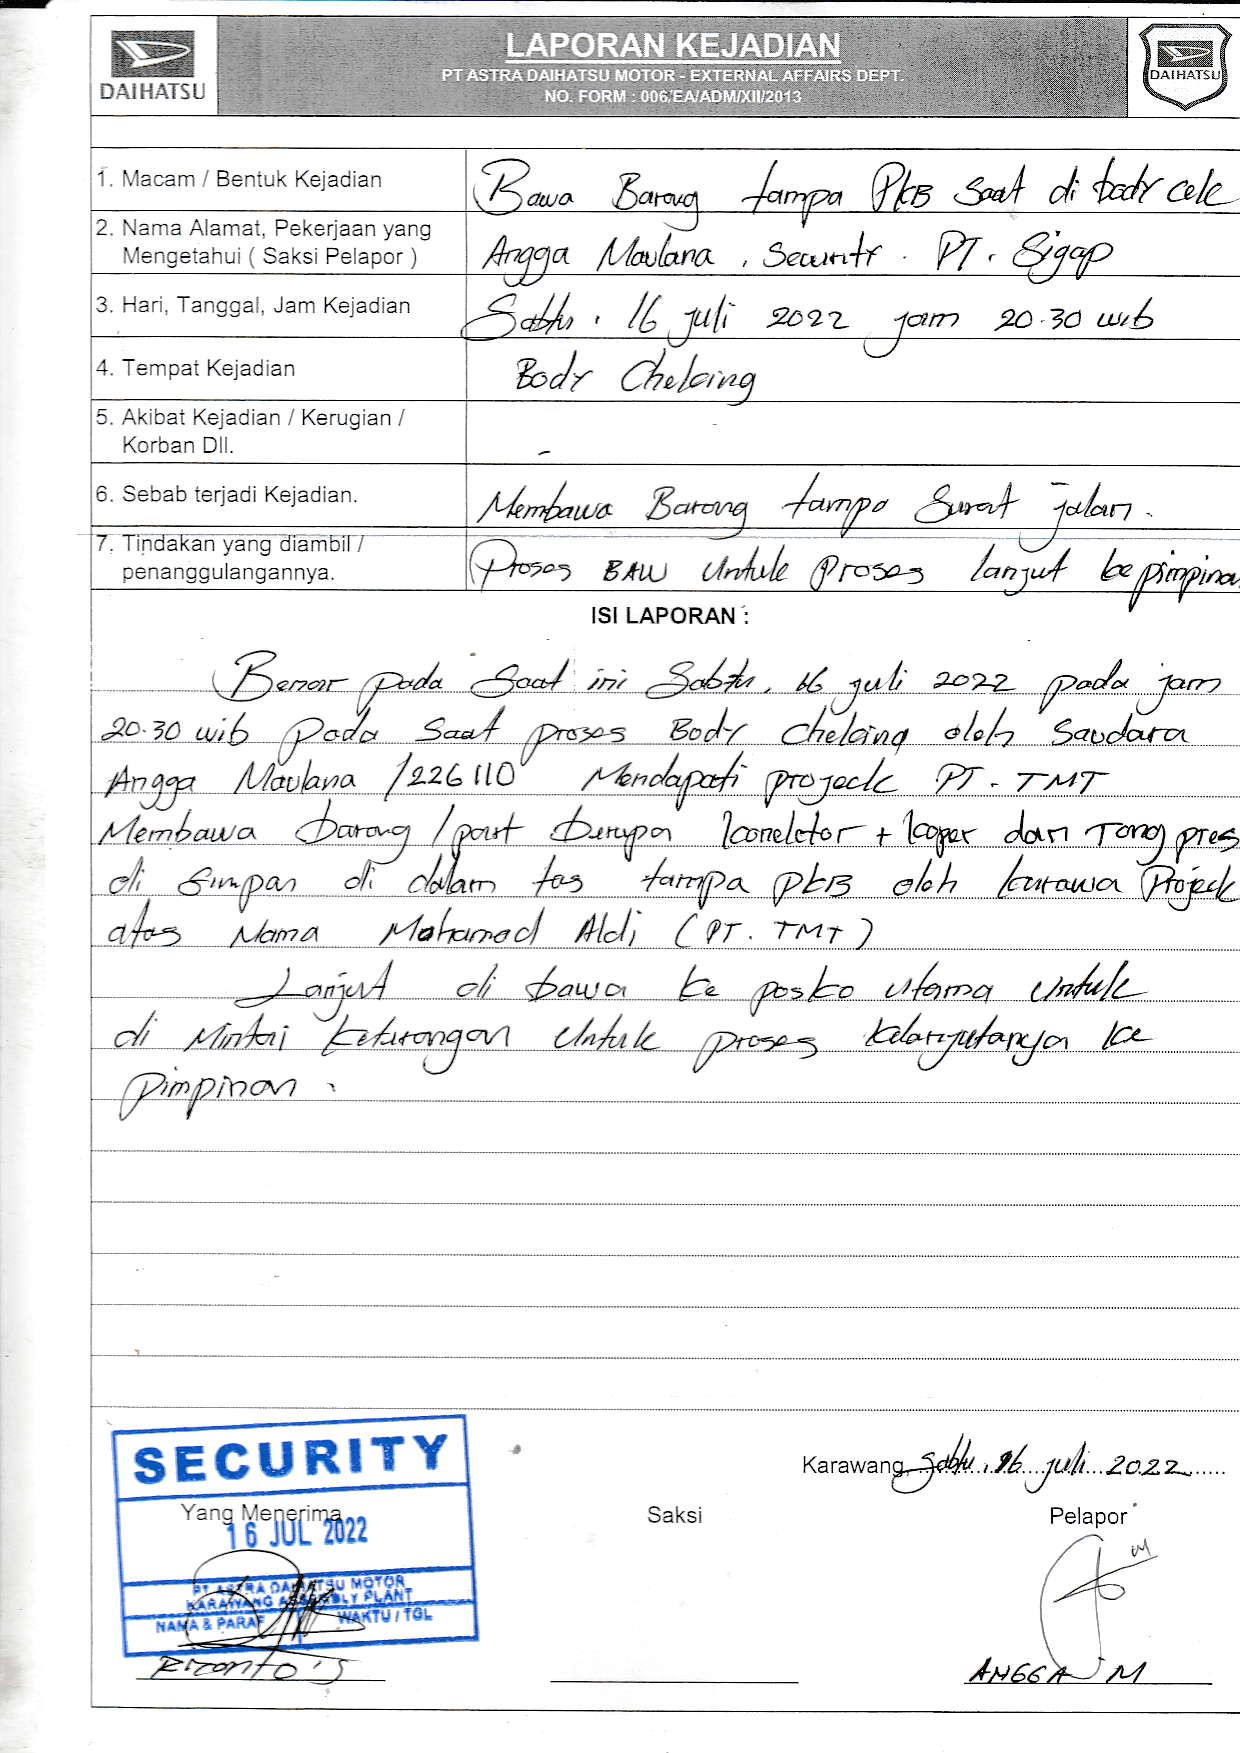 DAIHATSU
LAPORAN KEJADIAN
PT ASTRA DAIHATSU MOTOR - EXTERNAL AFFAIRS DEPT.
NO. FORM : 006/EA/ADM/XII/2013
DAIHATSU
1. Macam / Bentuk Kejadian
Bawa Barang tampa PkB saat di body cek
2. Nama Alamat, Pekerjaan yang
Mengetahui ( Saksi Pelapor )
Angga Maulana , Security . PT. Sigap
3. Hari, Tanggal, Jam Kejadian
Sabtu , 16 juli 2022 jam 20.30 wib
4. Tempat Kejadian
Body Cheking
5. Akibat Kejadian / Kerugian /
Korban Dll.
-
6. Sebab terjadi Kejadian.
Membawa Barang tampa Surat jalan.
7. Tindakan yang diambil /
penanggulangannya.
Proses BAW Untuk Proses lanjut ke pimpinan
ISI LAPORAN :
Benar pada Saat ini Sabtu, 16 juli 2022 pada jam
20.30 wib Pada Saat proses Body Cheking oleh Saudara
Angga Maulana /226110 Mendapati projeck PT. TMT
Membawa barang /part berupa konektor + koper dan Tang pres
di Simpan di dalam tas tampa PkB oleh Projeck
atas Nama Mohamad Aldi (PT. TMT)
Lanjut di bawa ke posko utama untuk
di Mintai keterangan untuk proses kelanjutanya ke
pimpinan .
Karawang, Sabtu, 16 juli 2022
SECURITY
Yang Menerima
16 JUL 2022
PT ASTRA DAIHATSU MOTOR
KARAWANG ASSEMBLY PLANT
NAMA & PARAF WAKTU / TGL
Rizanto's
Saksi
Pelapor
ANGGA M